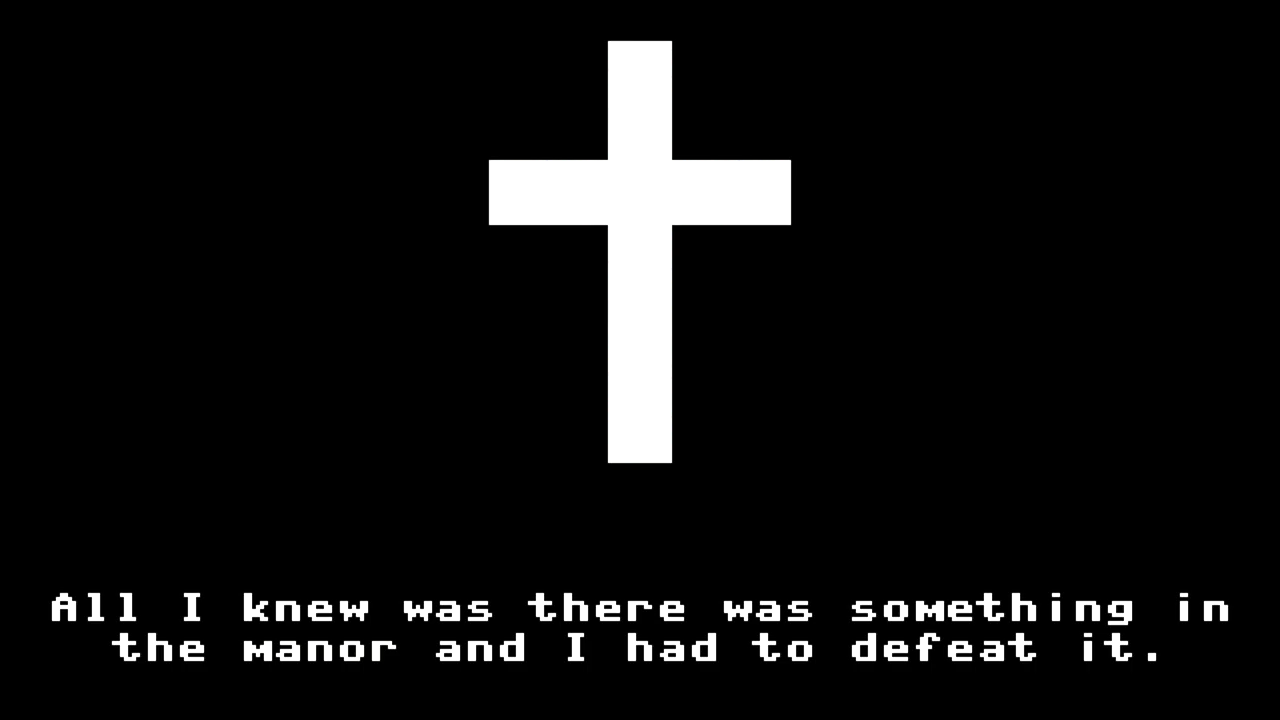 All I knew was there was something in
the manor and I had to defeat it.